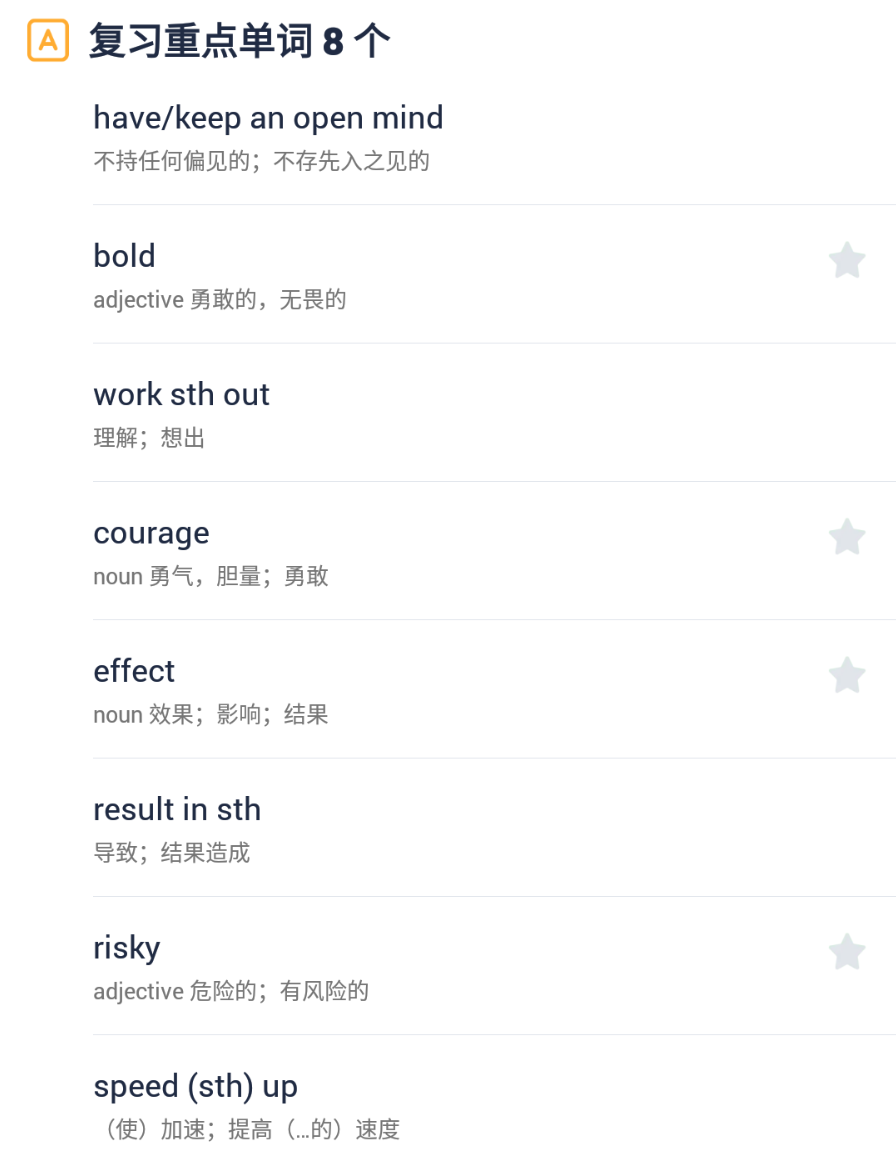 A 复习重点单词 8 个
have/keep an open mind
不持任何偏见的；不存先入之见的
bold
adjective 勇敢的，无畏的
work sth out
理解；想出
courage
noun 勇气，胆量；勇敢
effect
noun 效果；影响；结果
result in sth
导致；结果造成
risky
adjective 危险的；有风险的
speed (sth) up
（使）加速；提高（…的）速度